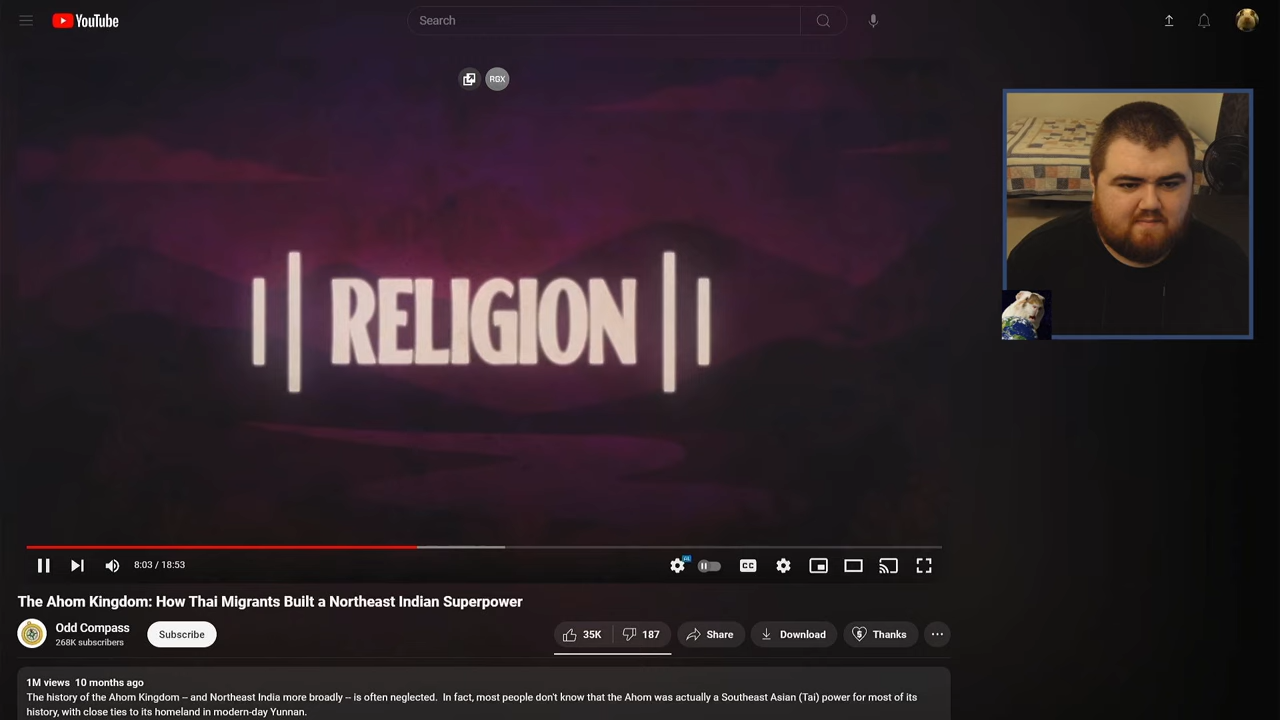 YouTube
Search
RGX
RELIGION
8:03 / 18:53
CC
The Ahom Kingdom: How Thai Migrants Built a Northeast Indian Superpower
Odd Compass
268K subscribers
Subscribe
35K
187
Share
Download
Thanks
1M views 10 months ago
The history of the Ahom Kingdom -- and Northeast India more broadly -- is often neglected. In fact, most people don't know that the Ahom was actually a Southeast Asian (Tai) power for most of its
history, with close ties to its homeland in modern-day Yunnan.